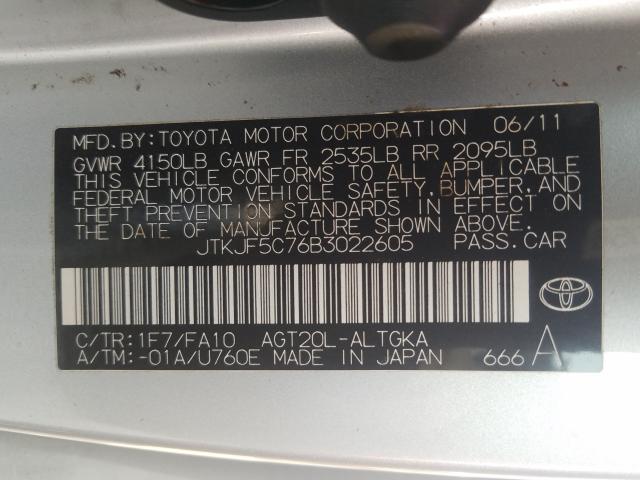 MFD. BY: TOYOTA MOTOR CORPORATION 06/11
GVWR 4150LB GAWR FR 2535LB RR 2095LB
THIS VEHICLE CONFORMS TO ALL APPLICABLE
FEDERAL MOTOR VEHICLE SAFETY, BUMPER, AND
THEFT PREVENTION STANDARDS IN EFFECT ON
THE DATE OF MANUFACTURE SHOWN ABOVE.
JTKJF5C76B3022605 PASS. CAR
C/TR: 1F7/FA10 AGT20L-ALTGKA
A/TM: -01A/U760E MADE IN JAPAN 666 A